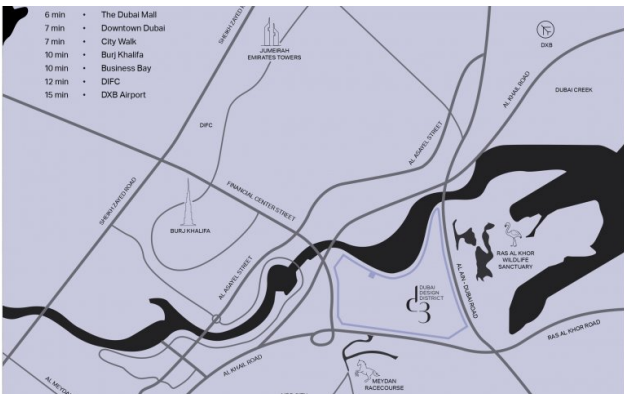 6 min • The Dubai Mall
7 min • Downtown Dubai
7 min • City Walk
10 min • Burj Khalifa
10 min • Business Bay
12 min • DIFC
15 min • DXB Airport
SHEIKH ZAYED ROAD
JUMEIRAH
EMIRATES TOWERS
DXB
AL KHAIL ROAD
DUBAI CREEK
DIFC
AL ASAYEL STREET
SHEIKH ZAYED ROAD
FINANCIAL CENTER STREET
BURJ KHALIFA
RAS AL KHOR
WILDLIFE
SANCTUARY
AL ASAYEL STREET
DUBAI
DESIGN
DISTRICT
d3
AL AIN - DUBAI ROAD
RAS AL KHOR ROAD
AL KHAIL ROAD
MEYDAN
RACECOURSE